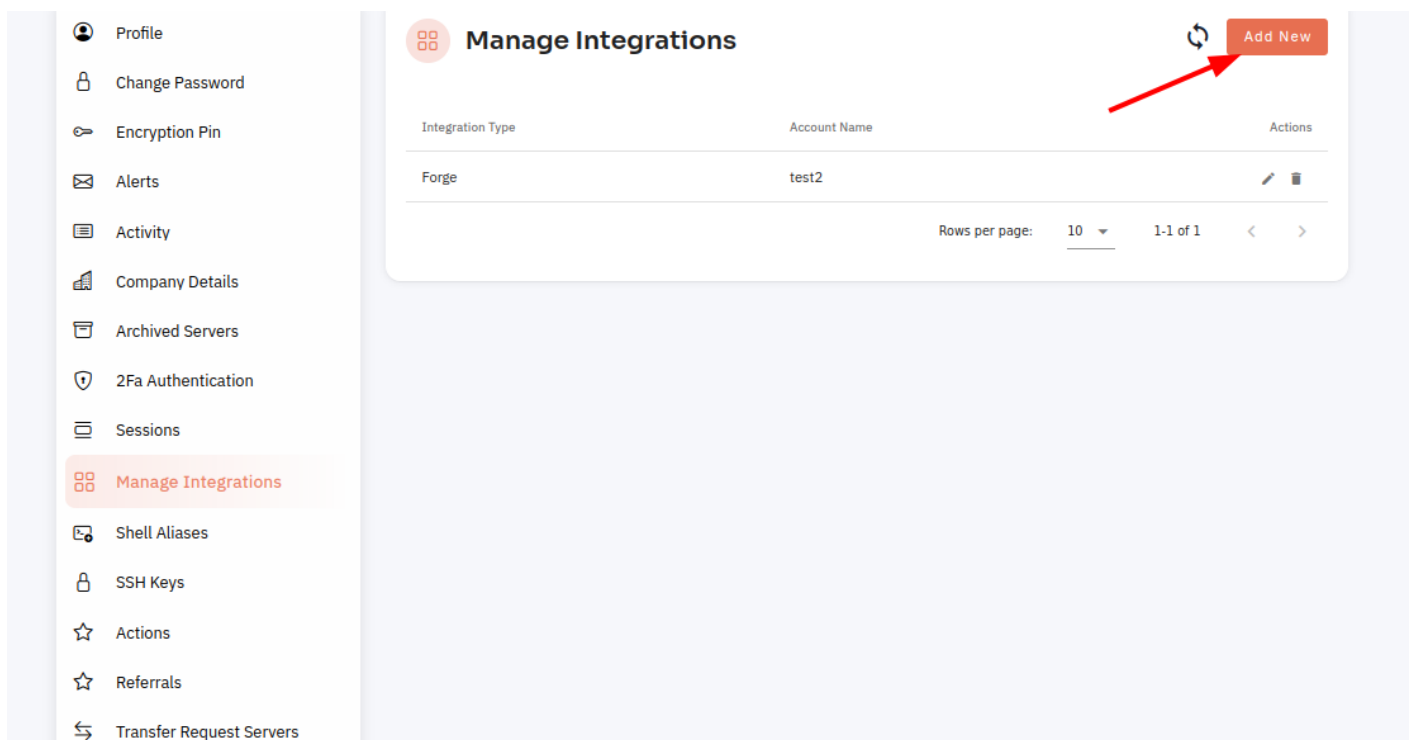 Profile
Change Password
Encryption Pin
Alerts
Activity
Company Details
Archived Servers
2Fa Authentication
Sessions
Manage Integrations
Shell Aliases
SSH Keys
Actions
Referrals
Transfer Request Servers
Manage Integrations
Add New
Integration Type Account Name Actions
Forge test2
Rows per page: 10 1-1 of 1